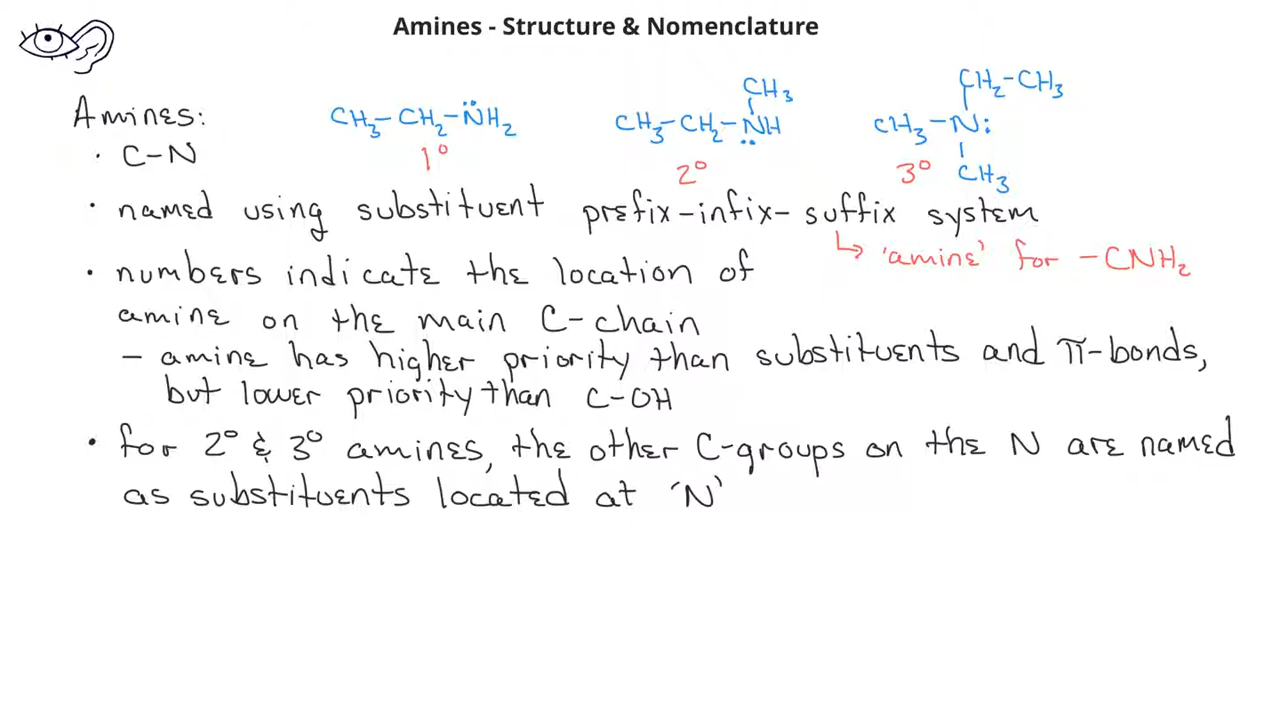 Amines - Structure & Nomenclature
CH₂-CH₃
CH₃
Amines: CH₃-CH₂-N̈H₂ CH₃-CH₂-NH CH₃-N:
· C-N 1° 2° 3° CH₃
· named using substituent prefix-infix-suffix system
↳ 'amine' for -CNH₂
· numbers indicate the location of
amine on the main C-chain
- amine has higher priority than substituents and π-bonds,
but lower priority than C-OH
· for 2° & 3° amines, the other C-groups on the N are named
as substituents located at 'N'